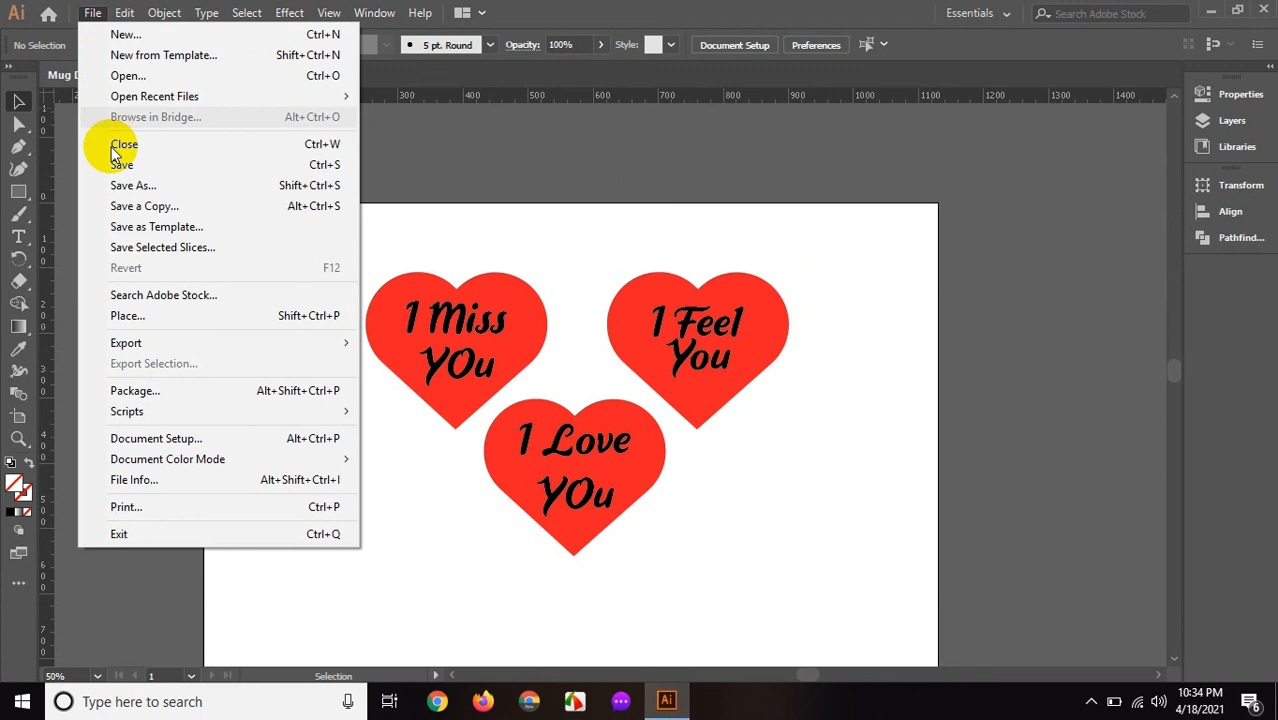 Ai File Edit Object Type Select Effect View Window Help Essentials Search Adobe Stock
No Selection 5 pt. Round Opacity: 100% Style: Document Setup Preferences
Mug D
New... Ctrl+N
New from Template... Shift+Ctrl+N
Open... Ctrl+O
Open Recent Files
Browse in Bridge... Alt+Ctrl+O
Close Ctrl+W
Save Ctrl+S
Save As... Shift+Ctrl+S
Save a Copy... Alt+Ctrl+S
Save as Template...
Save Selected Slices...
Revert F12
Search Adobe Stock...
Place... Shift+Ctrl+P
Export
Export Selection...
Package... Alt+Shift+Ctrl+P
Scripts
Document Setup... Alt+Ctrl+P
Document Color Mode
File Info... Alt+Shift+Ctrl+I
Print... Ctrl+P
Exit Ctrl+Q
300 400 500 600 700 800 900 1000 1100 1200 1300 1400
I Miss
YOu
I Feel
You
I Love
YOu
Properties
Layers
Libraries
Transform
Align
Pathfind...
50% 1 Selection
Type here to search
Ai
10:34 PM
4/18/2021
6